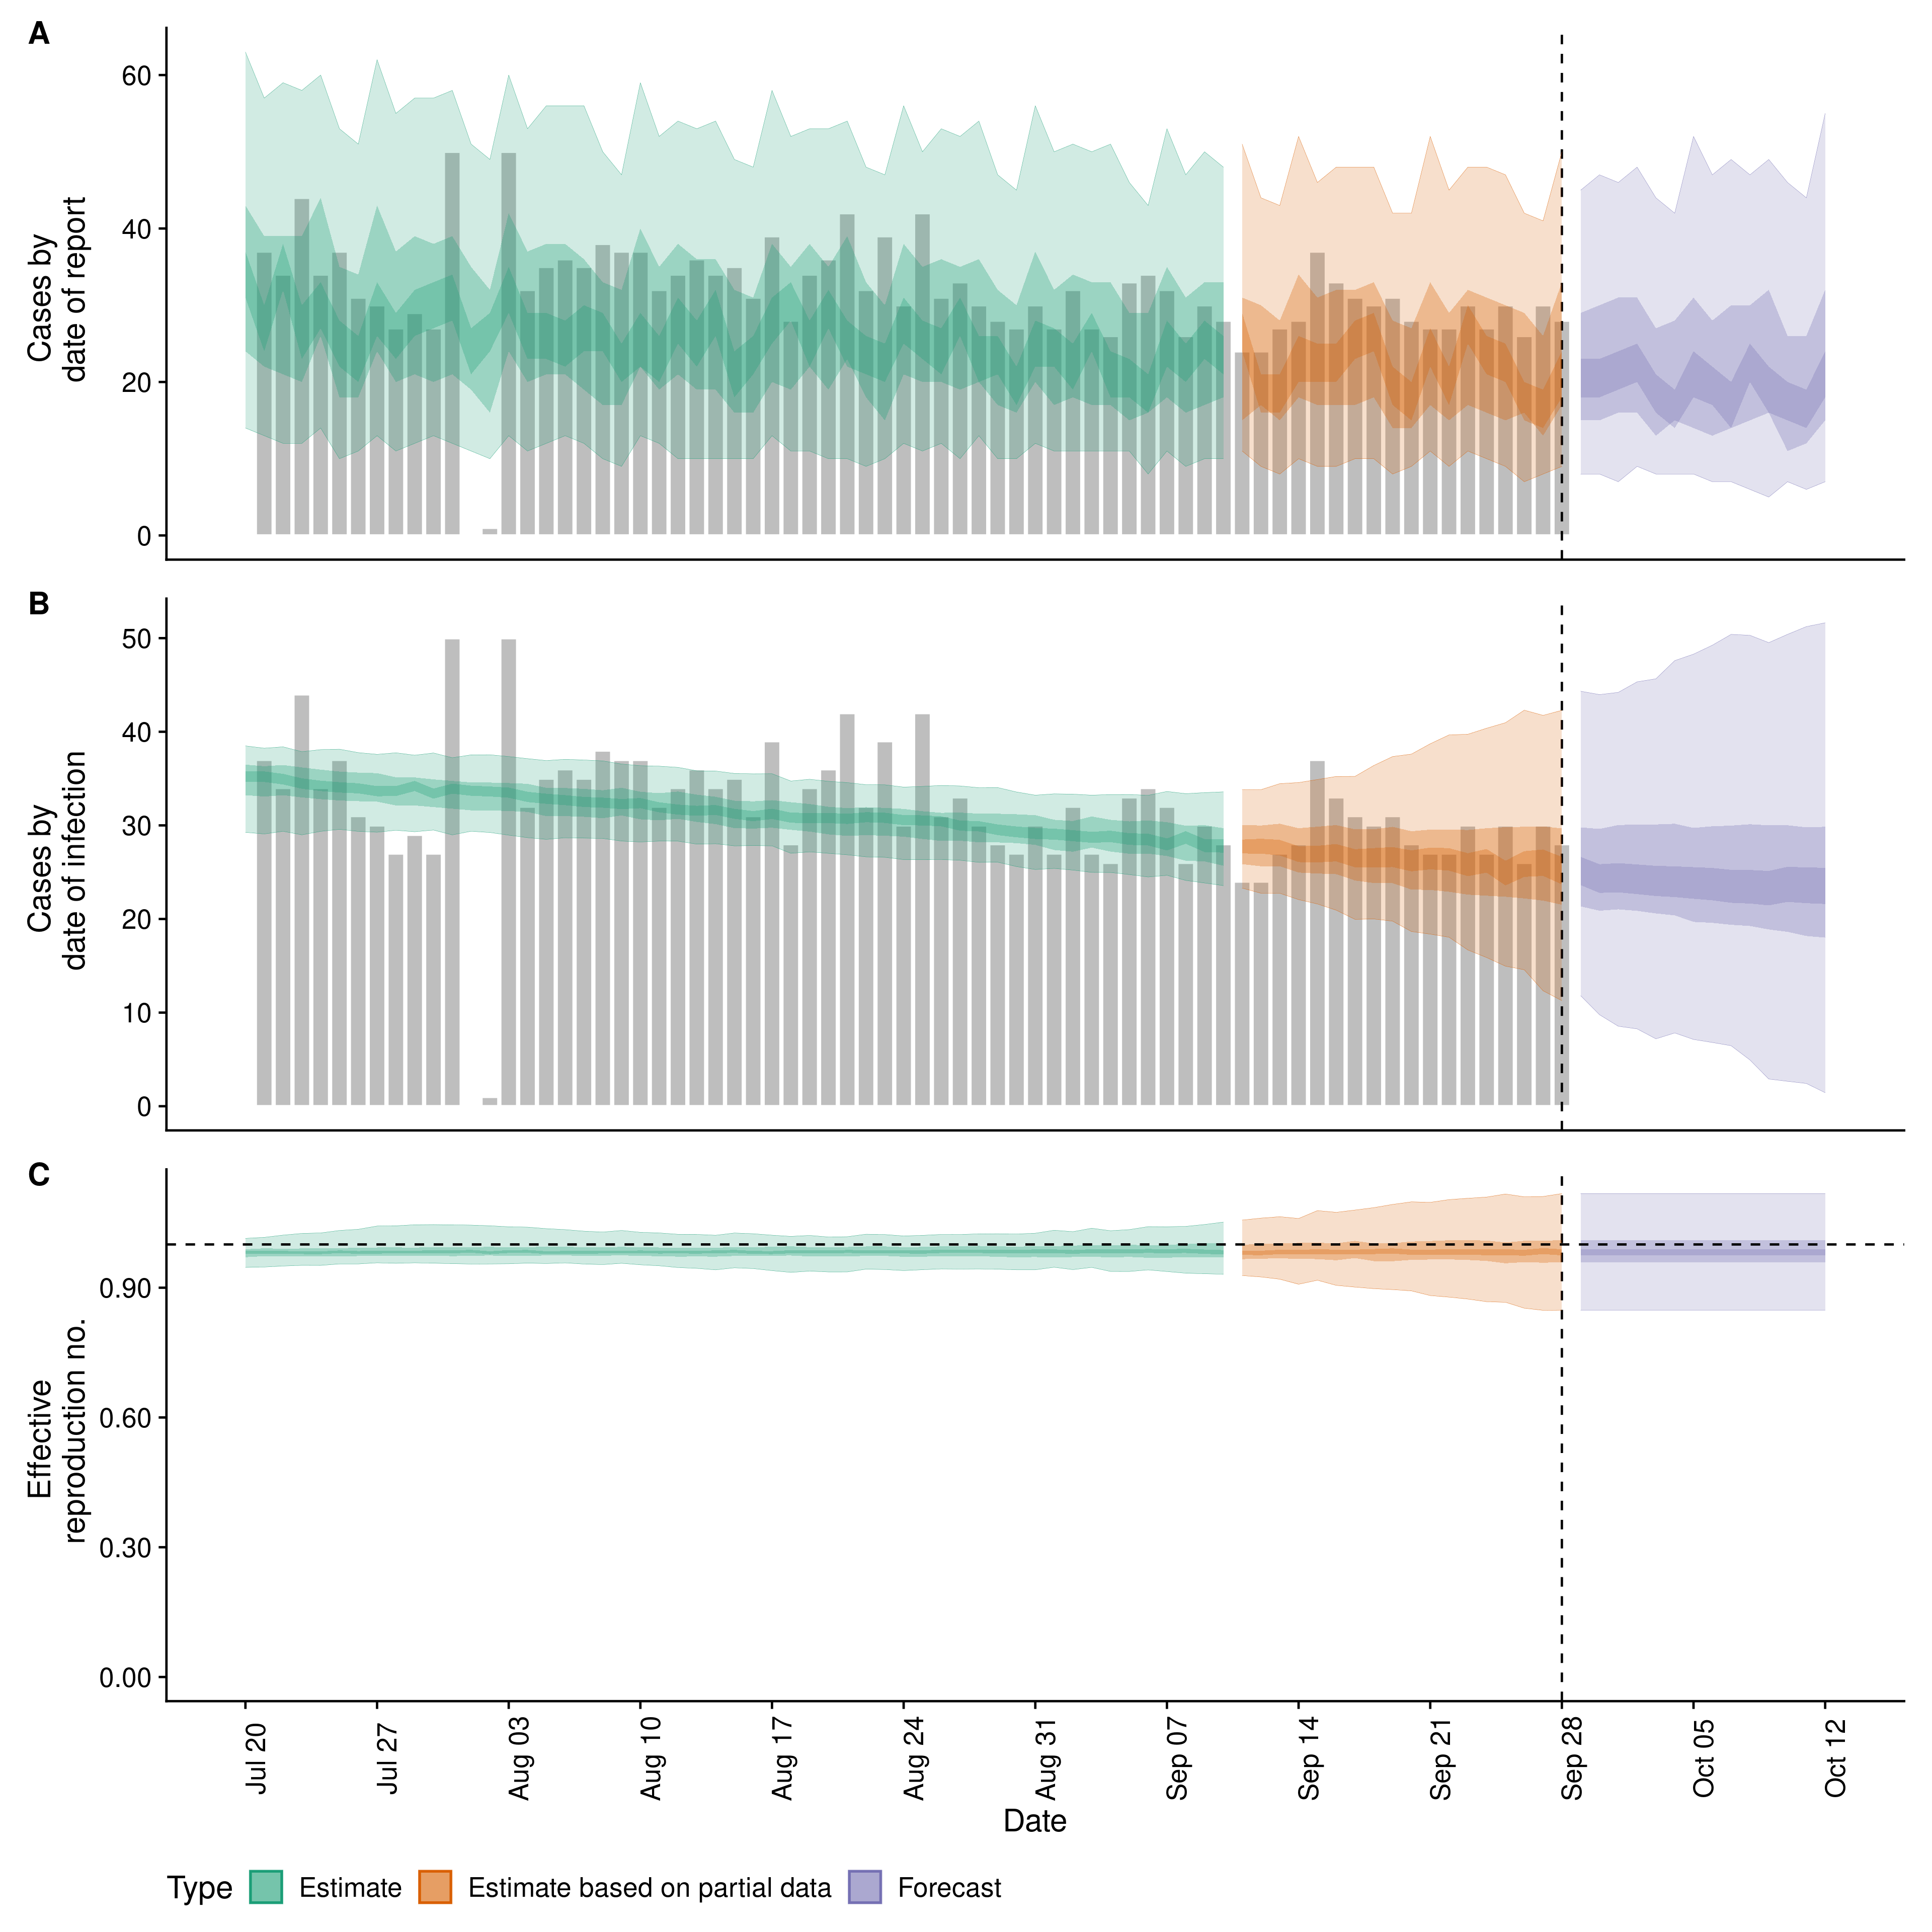 A
60
40
20
0
Cases by
date of report
B
50
40
30
20
10
0
Cases by
date of infection
C
0.90
0.60
0.30
0.00
Effective
reproduction no.
Jul 20
Jul 27
Aug 03
Aug 10
Aug 17
Aug 24
Aug 31
Sep 07
Sep 14
Sep 21
Sep 28
Oct 05
Oct 12
Date
Type Estimate Estimate based on partial data Forecast